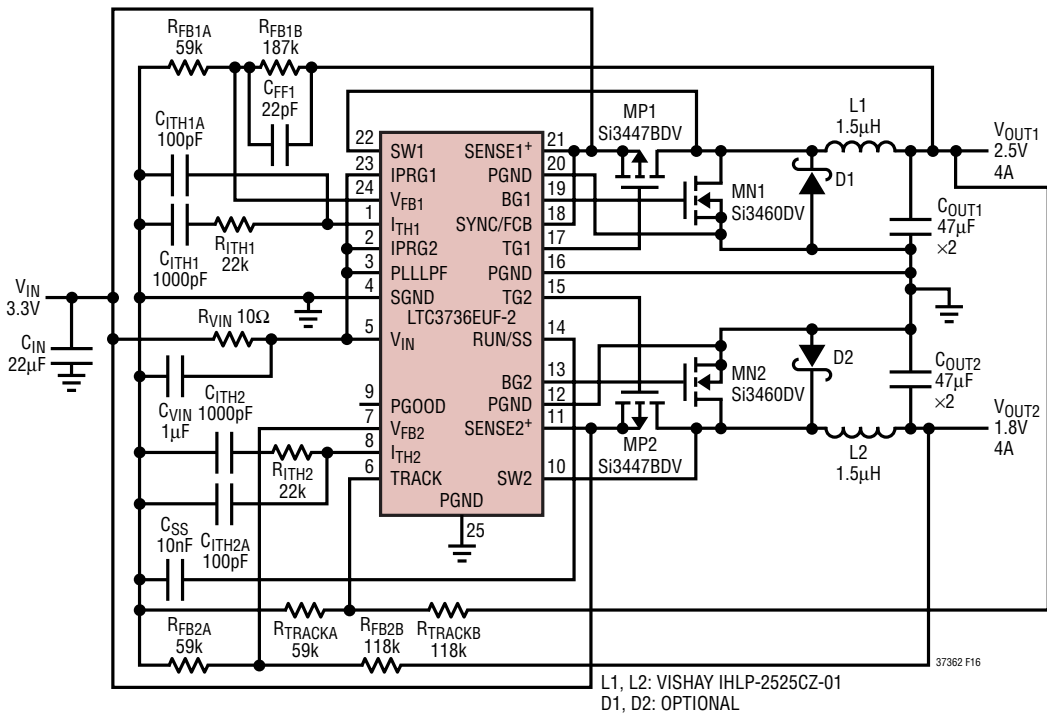 RFB1A
59k
RFB1B
187k
CFF1
22pF
CITH1A
100pF
CITH1
1000pF
RITH1
22k
VIN
3.3V
CIN
22µF
RVIN 10Ω
CVIN
1µF
CITH2
1000pF
RITH2
22k
CITH2A
100pF
CSS
10nF
RFB2A
59k
RTRACKA
59k
RFB2B
118k
RTRACKB
118k
22
23
24
1
2
3
4
5
9
7
8
6
SW1
IPRG1
VFB1
ITH1
IPRG2
PLLLPF
SGND
LTC3736EUF-2
VIN
PGOOD
VFB2
ITH2
TRACK
PGND
25
SENSE1+
PGND
BG1
SYNC/FCB
TG1
PGND
TG2
RUN/SS
BG2
PGND
SENSE2+
SW2
21
20
19
18
17
16
15
14
13
12
11
10
MP1
Si3447BDV
MN1
Si3460DV
D1
L1
1.5µH
VOUT1
2.5V
4A
COUT1
47µF
×2
D2
MN2
Si3460DV
MP2
Si3447BDV
COUT2
47µF
×2
L2
1.5µH
VOUT2
1.8V
4A
37362 F16
L1, L2: VISHAY IHLP-2525CZ-01
D1, D2: OPTIONAL